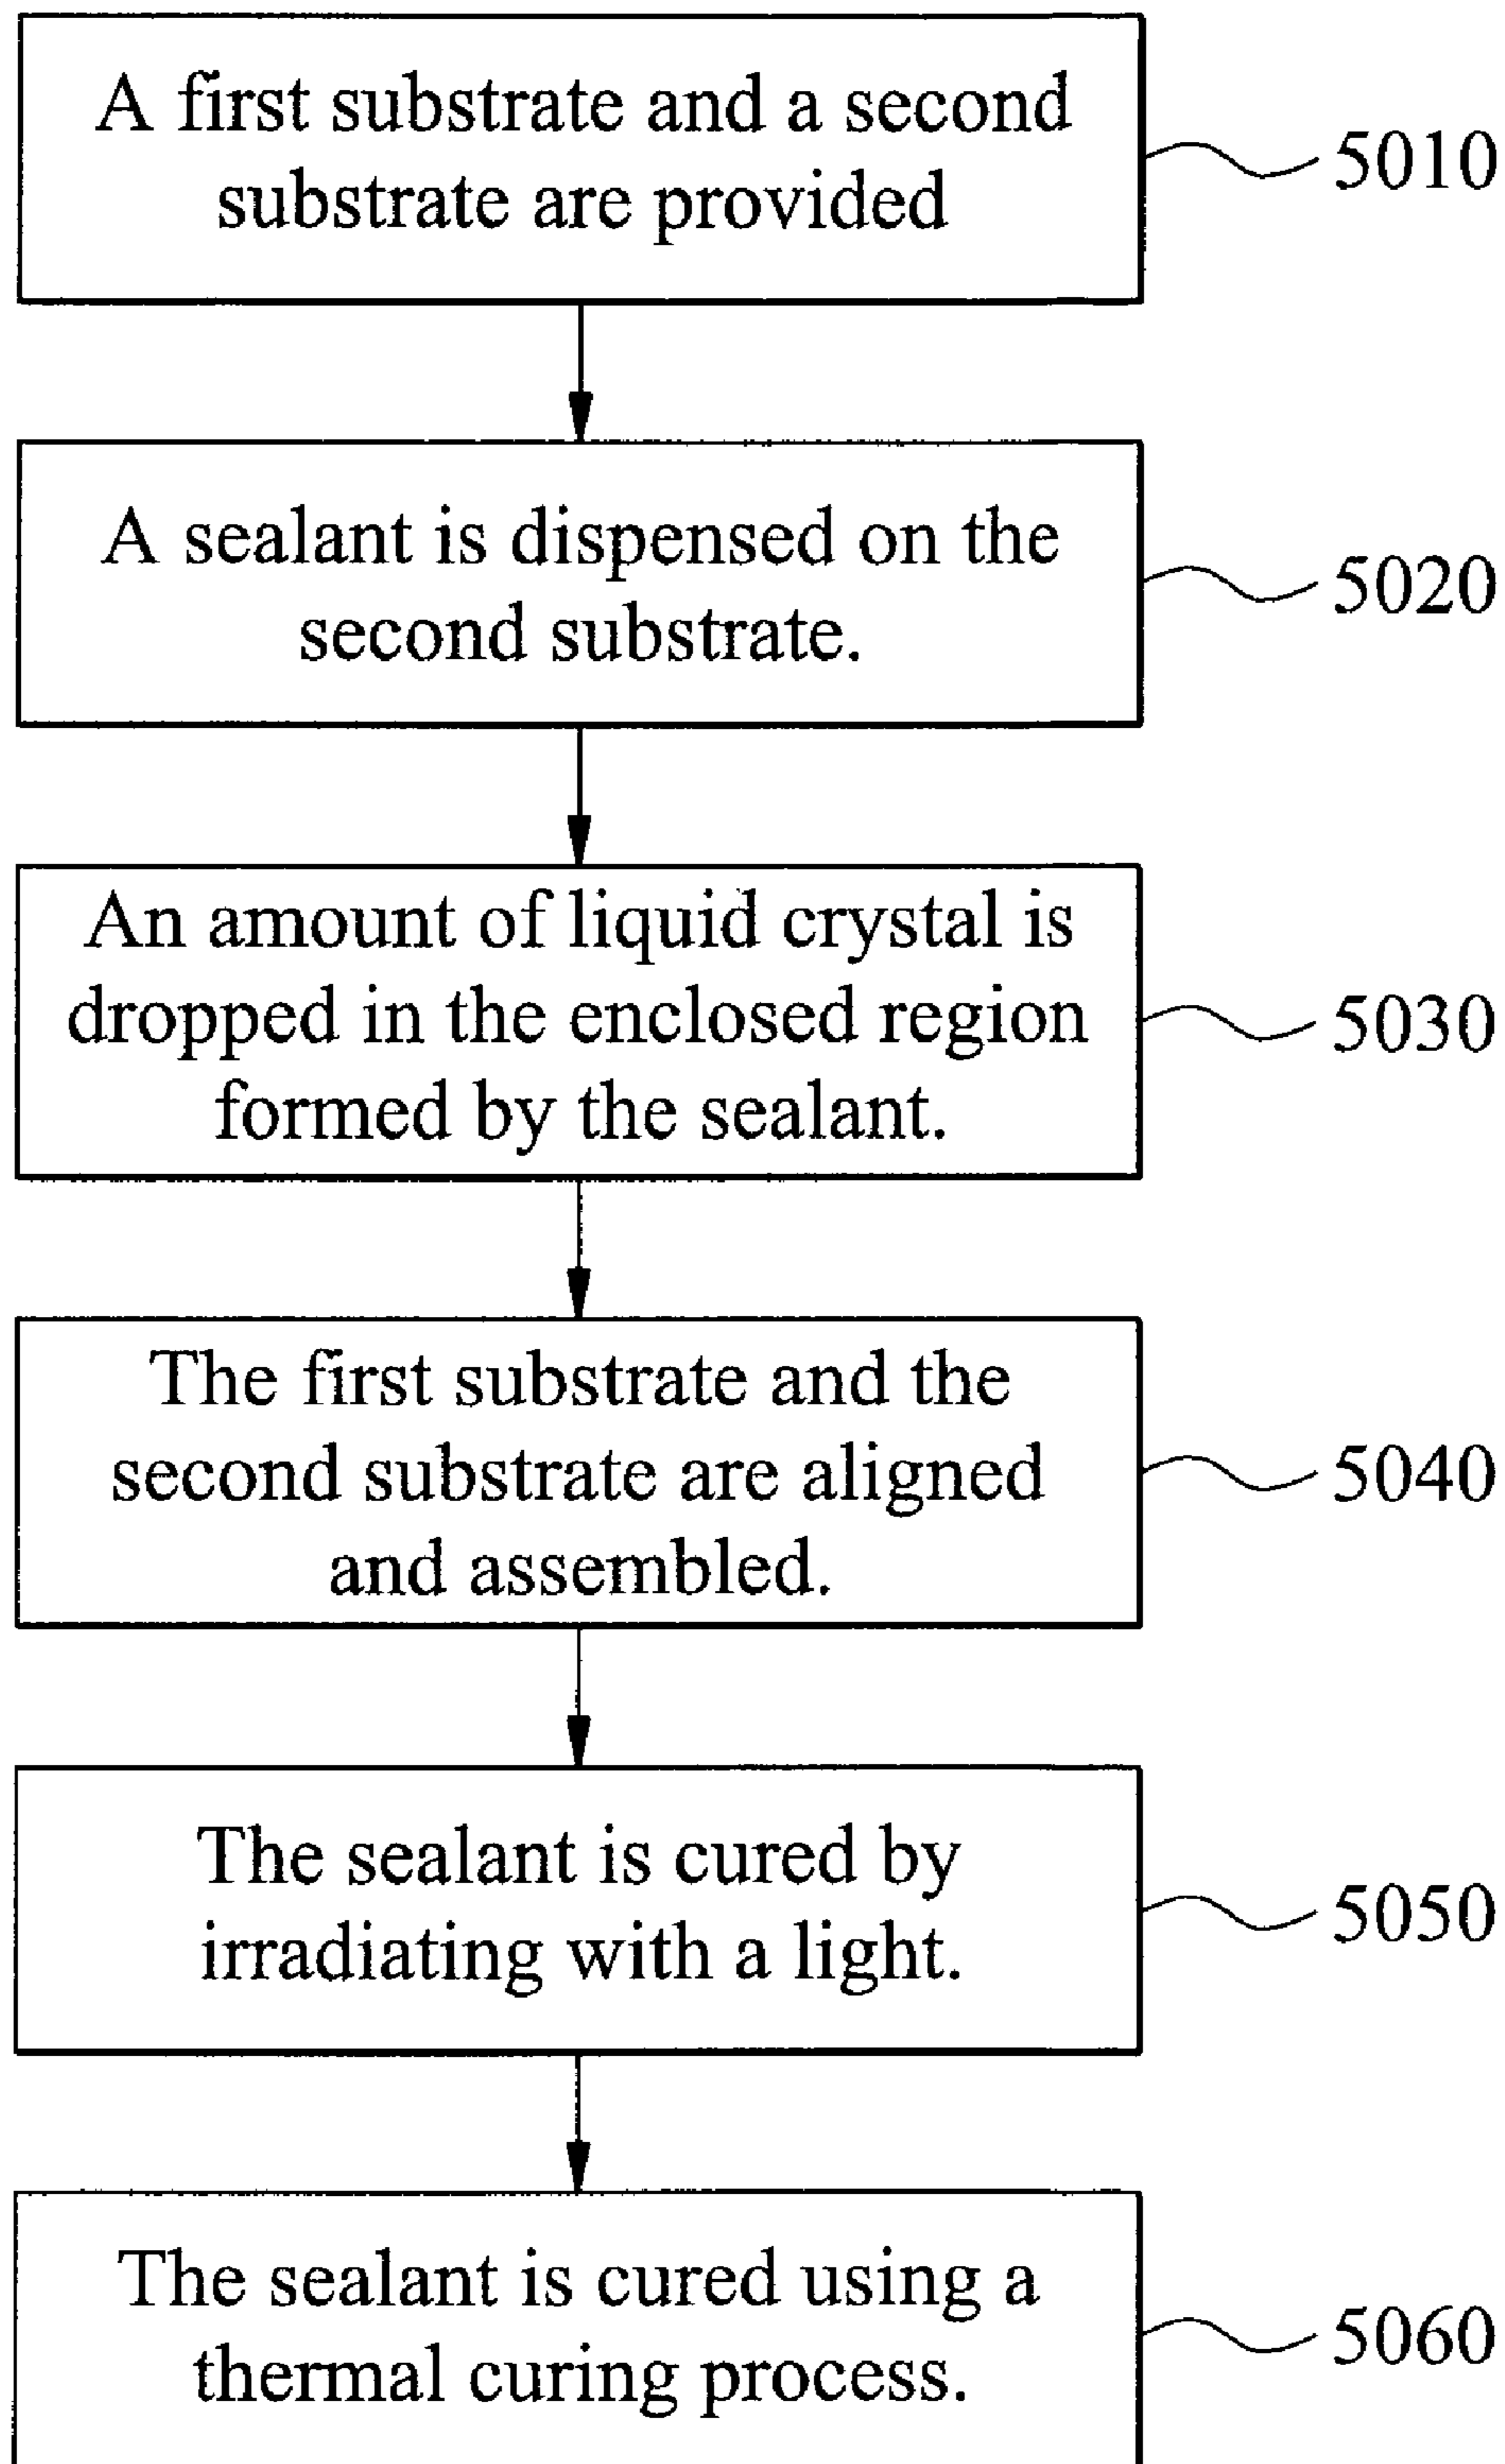 A first substrate and a second
substrate are provided
5010
A sealant is dispensed on the
second substrate.
5020
An amount of liquid crystal is
dropped in the enclosed region
formed by the sealant.
5030
The first substrate and the
second substrate are aligned
and assembled.
5040
The sealant is cured by
irradiating with a light.
5050
The sealant is cured using a
thermal curing process.
5060